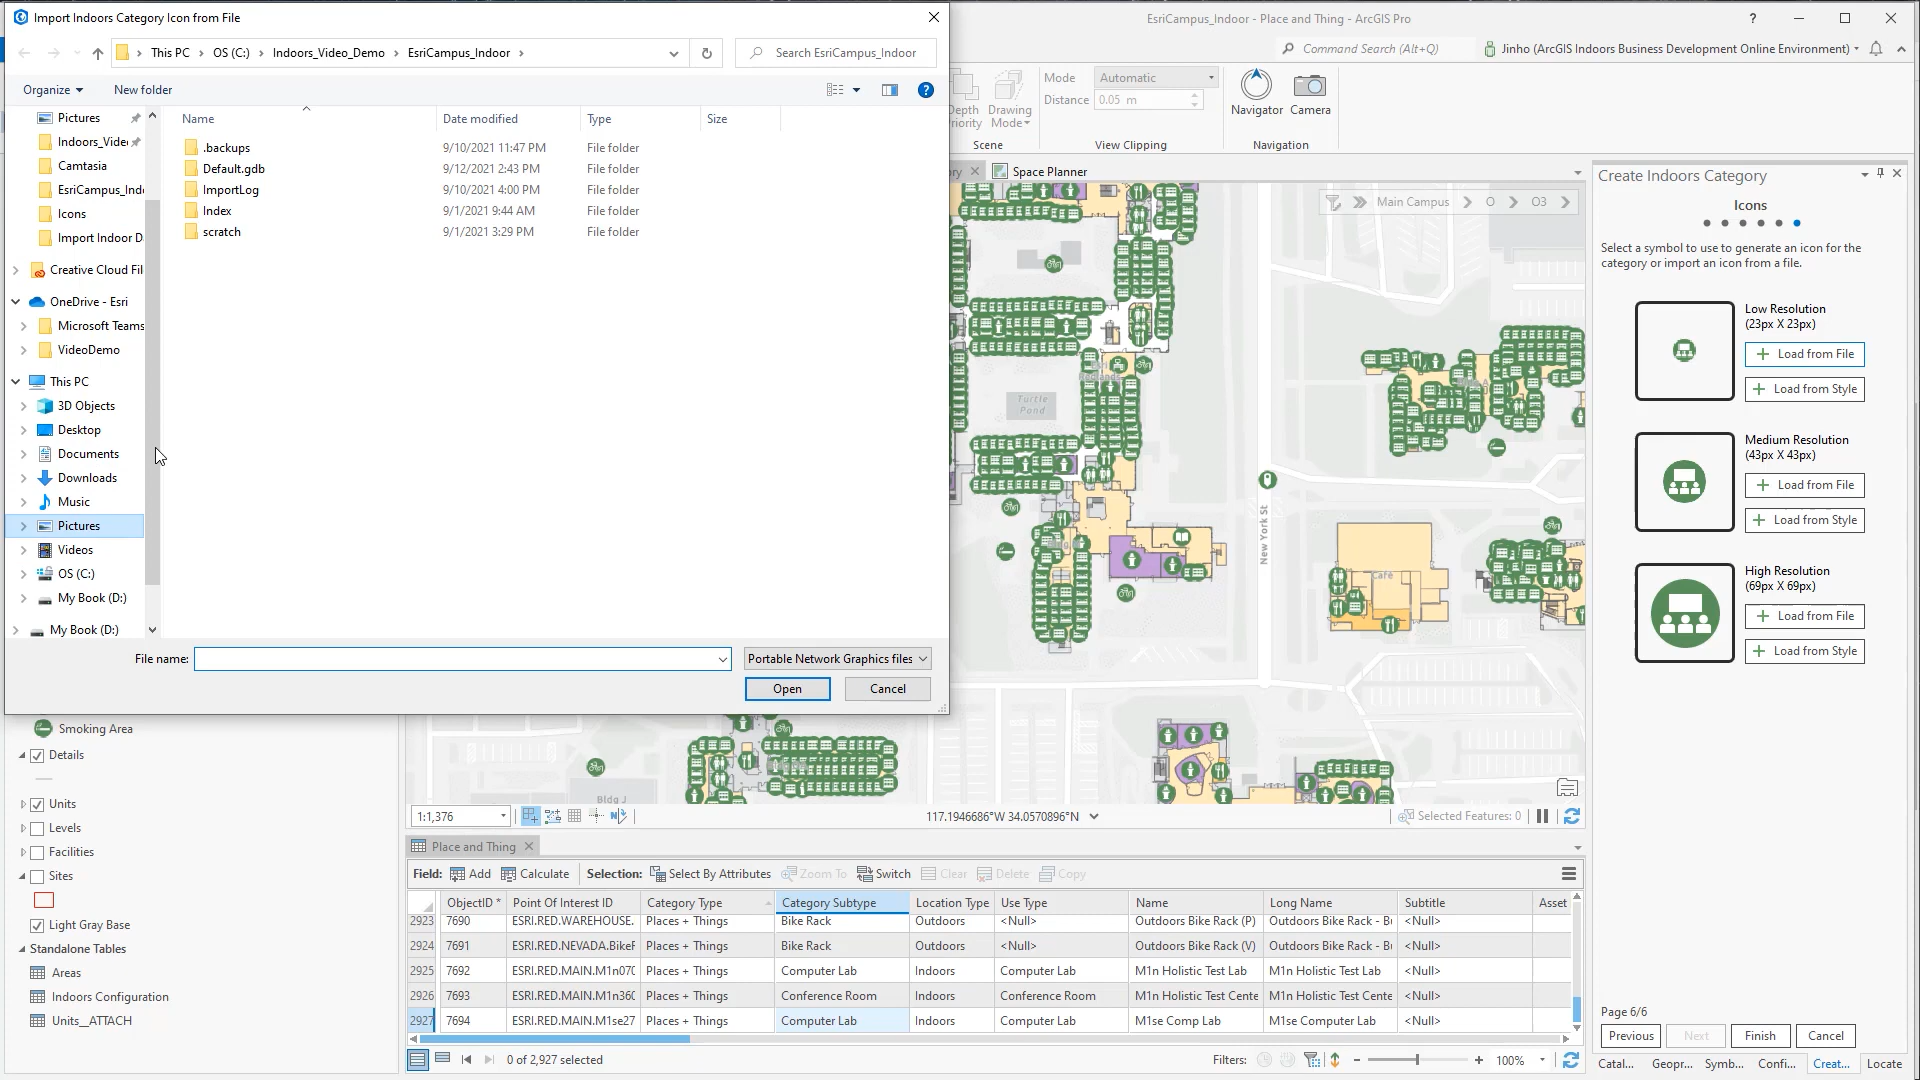 Import Indoors Category Icon from File
EsriCampus_Indoor - Place and Thing - ArcGIS Pro
This PC > OS (C:) > Indoors_Video_Demo > EsriCampus_Indoor >
Search EsriCampus_Indoor
Command Search (Alt+Q)
Jinho (ArcGIS Indoors Business Development Online Environment)
Organize
New folder
Name
Date modified
Type
Size
.backups 9/10/2021 11:47 PM File folder
Default.gdb 9/12/2021 2:43 PM File folder
ImportLog 9/10/2021 4:00 PM File folder
Index 9/1/2021 9:44 AM File folder
scratch 9/1/2021 3:29 PM File folder
Pictures
Indoors_Vide
Camtasia
EsriCampus_Ind
Icons
Import Indoor D
Creative Cloud Fil
OneDrive - Esri
Microsoft Teams
VideoDemo
This PC
3D Objects
Desktop
Documents
Downloads
Music
Pictures
Videos
OS (C:)
My Book (D:)
My Book (D:)
File name:
Portable Network Graphics files
Open
Cancel
Depth
Priority
Drawing
Mode
Scene
Mode Automatic
Distance 0.05 m
View Clipping
Navigator
Camera
Navigation
ory
Space Planner
Main Campus
O
O3
Turtle
Pond
New York St
Café
Bldg J
1:1,376
117.1946686°W 34.0570896°N
Selected Features: 0
Create Indoors Category
Icons
Select a symbol to use to generate an icon for the
category or import an icon from a file.
Low Resolution
(23px X 23px)
Load from File
Load from Style
Medium Resolution
(43px X 43px)
Load from File
Load from Style
High Resolution
(69px X 69px)
Load from File
Load from Style
Page 6/6
Previous
Next
Finish
Cancel
Catal...
Geopr...
Symb...
Confi...
Creat...
Locate
Smoking Area
Details
Units
Levels
Facilities
Sites
Light Gray Base
Standalone Tables
Areas
Indoors Configuration
Units__ATTACH
Place and Thing
Field: Add Calculate Selection: Select By Attributes Zoom To Switch Clear Delete Copy
ObjectID * Point Of Interest ID Category Type Category Subtype Location Type Use Type Name Long Name Subtitle Asset
2923 7690 ESRI.RED.WAREHOUSE. Places + Things Bike Rack Outdoors <Null> Outdoors Bike Rack (P) Outdoors Bike Rack - B <Null>
2924 7691 ESRI.RED.NEVADA.BikeF Places + Things Bike Rack Outdoors <Null> Outdoors Bike Rack (V) Outdoors Bike Rack - B <Null>
2925 7692 ESRI.RED.MAIN.M1n070 Places + Things Computer Lab Indoors Computer Lab M1n Holistic Test Lab M1n Holistic Test Lab <Null>
2926 7693 ESRI.RED.MAIN.M1n360 Places + Things Conference Room Indoors Conference Room M1n Holistic Test Cente M1n Holistic Test Cente <Null>
2927 7694 ESRI.RED.MAIN.M1se27 Places + Things Computer Lab Indoors Computer Lab M1se Comp Lab M1se Computer Lab <Null>
0 of 2,927 selected
Filters:
100%